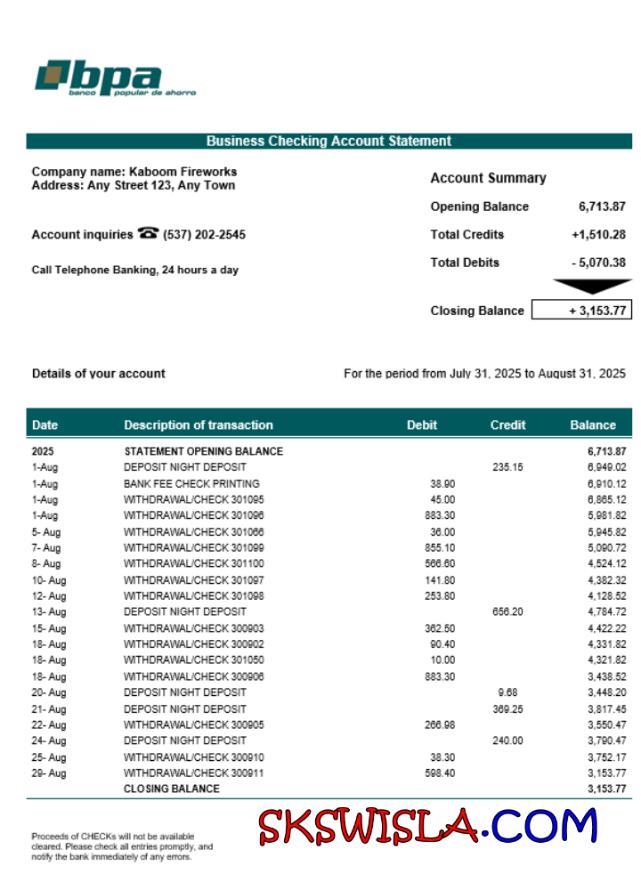 bpa
banco popular de ahorro
Business Checking Account Statement
Company name: Kaboom Fireworks
Address: Any Street 123, Any Town
Account inquiries ☎ (537) 202-2545
Call Telephone Banking, 24 hours a day
Account Summary
Opening Balance 6,713.87
Total Credits +1,510.28
Total Debits - 5,070.38
Closing Balance + 3,153.77
Details of your account For the period from July 31, 2025 to August 31, 2025
Date Description of transaction Debit Credit Balance
2025 STATEMENT OPENING BALANCE 6,713.87
1-Aug DEPOSIT NIGHT DEPOSIT 235.15 6,949.02
1-Aug BANK FEE CHECK PRINTING 38.90 6,910.12
1-Aug WITHDRAWAL/CHECK 301095 45.00 6,865.12
1-Aug WITHDRAWAL/CHECK 301096 883.30 5,981.82
5- Aug WITHDRAWAL/CHECK 301066 36.00 5,945.82
7- Aug WITHDRAWAL/CHECK 301099 855.10 5,090.72
8- Aug WITHDRAWAL/CHECK 301100 566.60 4,524.12
10- Aug WITHDRAWAL/CHECK 301097 141.80 4,382.32
12- Aug WITHDRAWAL/CHECK 301098 253.80 4,128.52
13- Aug DEPOSIT NIGHT DEPOSIT 656.20 4,784.72
15- Aug WITHDRAWAL/CHECK 300903 362.50 4,422.22
18- Aug WITHDRAWAL/CHECK 300902 90.40 4,331.82
18- Aug WITHDRAWAL/CHECK 301050 10.00 4,321.82
18- Aug WITHDRAWAL/CHECK 300906 883.30 3,438.52
20- Aug DEPOSIT NIGHT DEPOSIT 9.68 3,448.20
21- Aug DEPOSIT NIGHT DEPOSIT 369.25 3,817.45
22- Aug WITHDRAWAL/CHECK 300905 266.98 3,550.47
24- Aug DEPOSIT NIGHT DEPOSIT 240.00 3,790.47
25- Aug WITHDRAWAL/CHECK 300910 38.30 3,752.17
29- Aug WITHDRAWAL/CHECK 300911 598.40 3,153.77
CLOSING BALANCE 3,153.77
Proceeds of CHECKs will not be available
cleared. Please check all entries promptly, and
notify the bank immediately of any errors.
SKSWISLA.COM